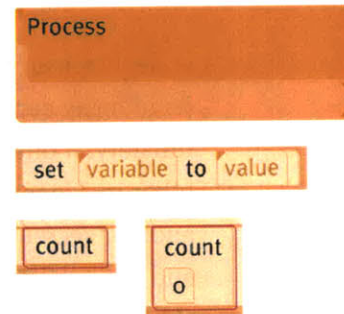 Process
set variable to value
count count
o